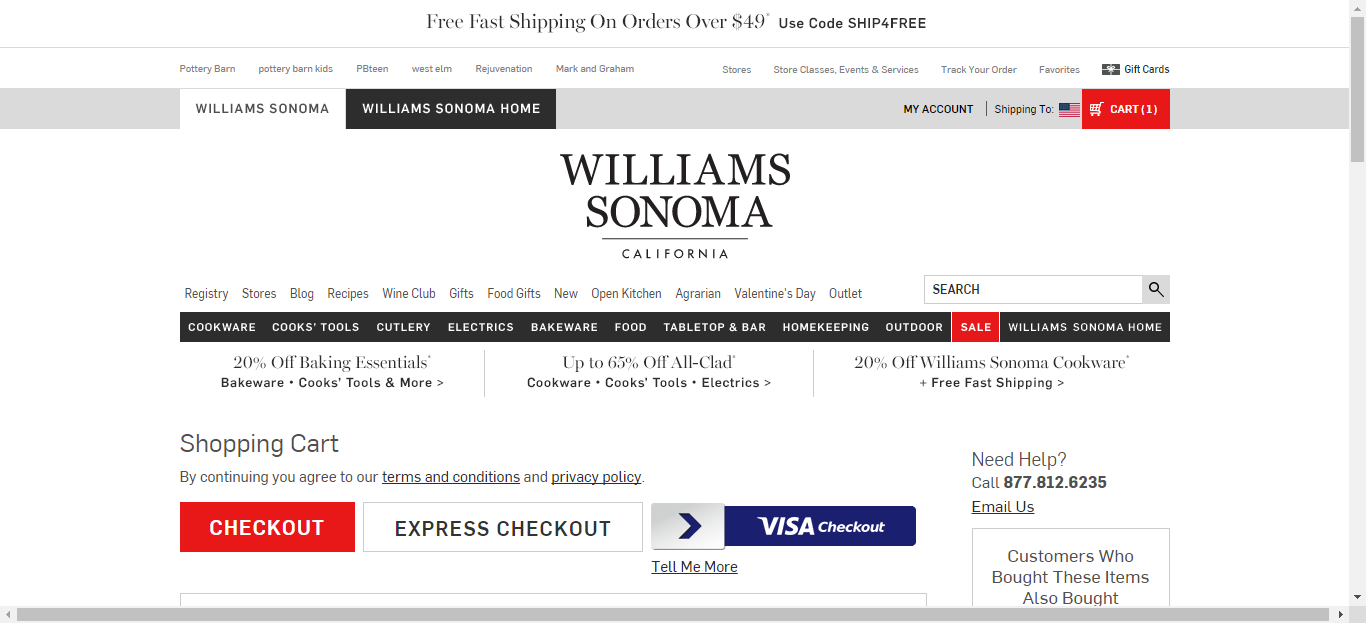 Free Fast Shipping On Orders Over $49* Use Code SHIP4FREE
Pottery Barn pottery barn kids PBteen west elm Rejuvenation Mark and Graham Stores Store Classes, Events & Services Track Your Order Favorites Gift Cards
WILLIAMS SONOMA WILLIAMS SONOMA HOME MY ACCOUNT Shipping To: CART (1)
WILLIAMS
SONOMA
CALIFORNIA
Registry Stores Blog Recipes Wine Club Gifts Food Gifts New Open Kitchen Agrarian Valentine's Day Outlet SEARCH
COOKWARE COOKS' TOOLS CUTLERY ELECTRICS BAKEWARE FOOD TABLETOP & BAR HOMEKEEPING OUTDOOR SALE WILLIAMS SONOMA HOME
20% Off Baking Essentials*
Bakeware • Cooks' Tools & More >
Up to 65% Off All-Clad*
Cookware • Cooks' Tools • Electrics >
20% Off Williams Sonoma Cookware*
+ Free Fast Shipping >
Shopping Cart
By continuing you agree to our terms and conditions and privacy policy.
CHECKOUT EXPRESS CHECKOUT VISA Checkout
Tell Me More
Need Help?
Call 877.812.6235
Email Us
Customers Who
Bought These Items
Also Bought